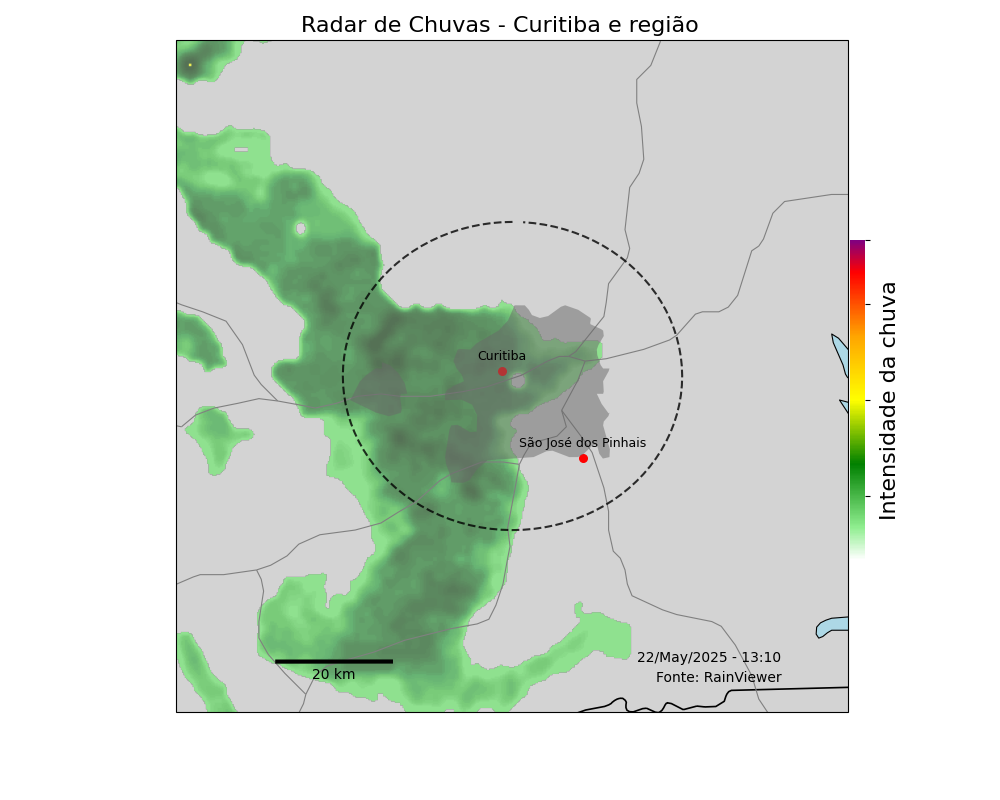 Radar de Chuvas - Curitiba e região
Curitiba
São José dos Pinhais
Intensidade da chuva
22/May/2025 - 13:10
Fonte: RainViewer
20 km